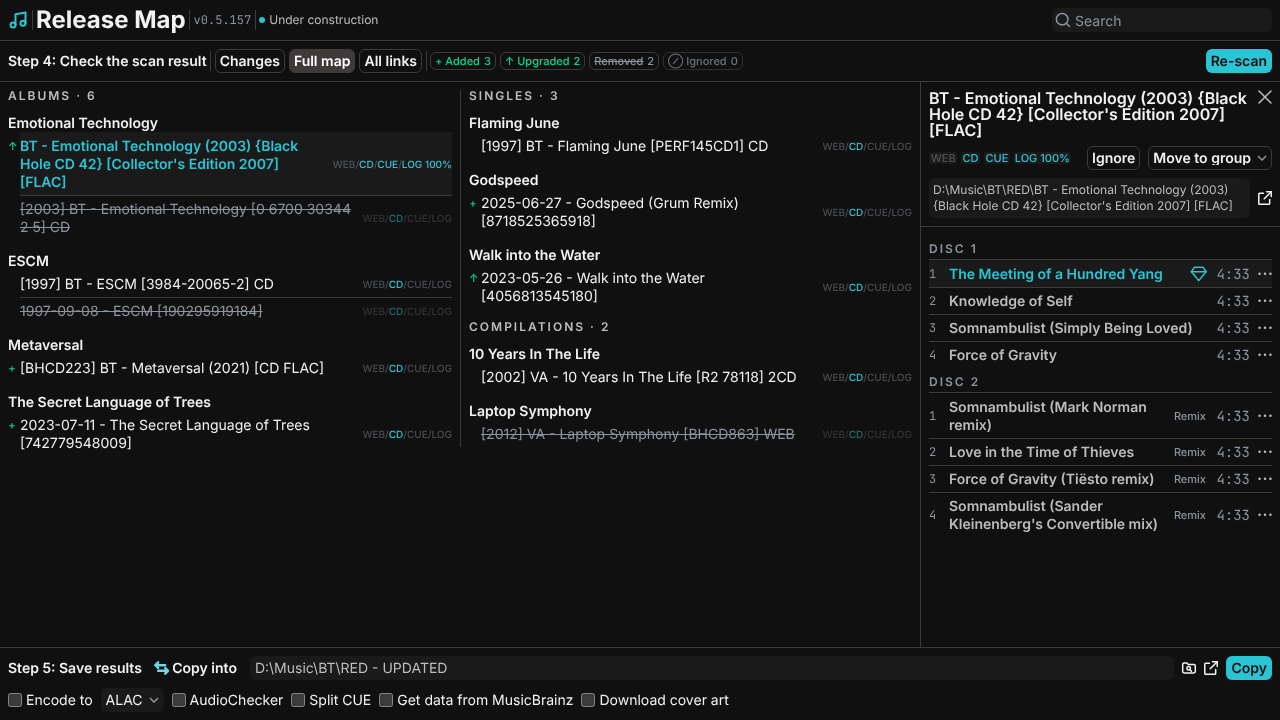 Release Map v0.5.157 Under construction Search
Step 4: Check the scan result Changes Full map All links + Added 3 ↑ Upgraded 2 Removed 2 Ignored 0 Re-scan
ALBUMS · 6
Emotional Technology
↑ BT - Emotional Technology (2003) {Black
Hole CD 42} [Collector's Edition 2007] WEB/CD/CUE/LOG 100%
[FLAC]
[2003] BT - Emotional Technology [0 6700 30344 WEB/CD/CUE/LOG
2 5] CD
ESCM
[1997] BT - ESCM [3984-20065-2] CD WEB/CD/CUE/LOG
1997-09-08 - ESCM [190295919184] WEB/CD/CUE/LOG
Metaversal
+ [BHCD223] BT - Metaversal (2021) [CD FLAC] WEB/CD/CUE/LOG
The Secret Language of Trees
+ 2023-07-11 - The Secret Language of Trees WEB/CD/CUE/LOG
[742779548009]
SINGLES · 3
Flaming June
[1997] BT - Flaming June [PERF145CD1] CD WEB/CD/CUE/LOG
Godspeed
+ 2025-06-27 - Godspeed (Grum Remix) WEB/CD/CUE/LOG
[8718525365918]
Walk into the Water
↑ 2023-05-26 - Walk into the Water WEB/CD/CUE/LOG
[4056813545180]
COMPILATIONS · 2
10 Years In The Life
[2002] VA - 10 Years In The Life [R2 78118] 2CD WEB/CD/CUE/LOG
Laptop Symphony
[2012] VA - Laptop Symphony [BHCD863] WEB WEB/CD/CUE/LOG
BT - Emotional Technology (2003) {Black
Hole CD 42} [Collector's Edition 2007]
[FLAC]
WEB CD CUE LOG 100% Ignore Move to group
D:\Music\BT\RED\BT - Emotional Technology (2003)
{Black Hole CD 42} [Collector's Edition 2007] [FLAC]
DISC 1
1 The Meeting of a Hundred Yang 4:33
2 Knowledge of Self 4:33
3 Somnambulist (Simply Being Loved) 4:33
4 Force of Gravity 4:33
DISC 2
1 Somnambulist (Mark Norman Remix 4:33
remix)
2 Love in the Time of Thieves Remix 4:33
3 Force of Gravity (Tiësto remix) Remix 4:33
4 Somnambulist (Sander Remix 4:33
Kleinenberg's Convertible mix)
Step 5: Save results Copy into D:\Music\BT\RED - UPDATED Copy
Encode to ALAC AudioChecker Split CUE Get data from MusicBrainz Download cover art